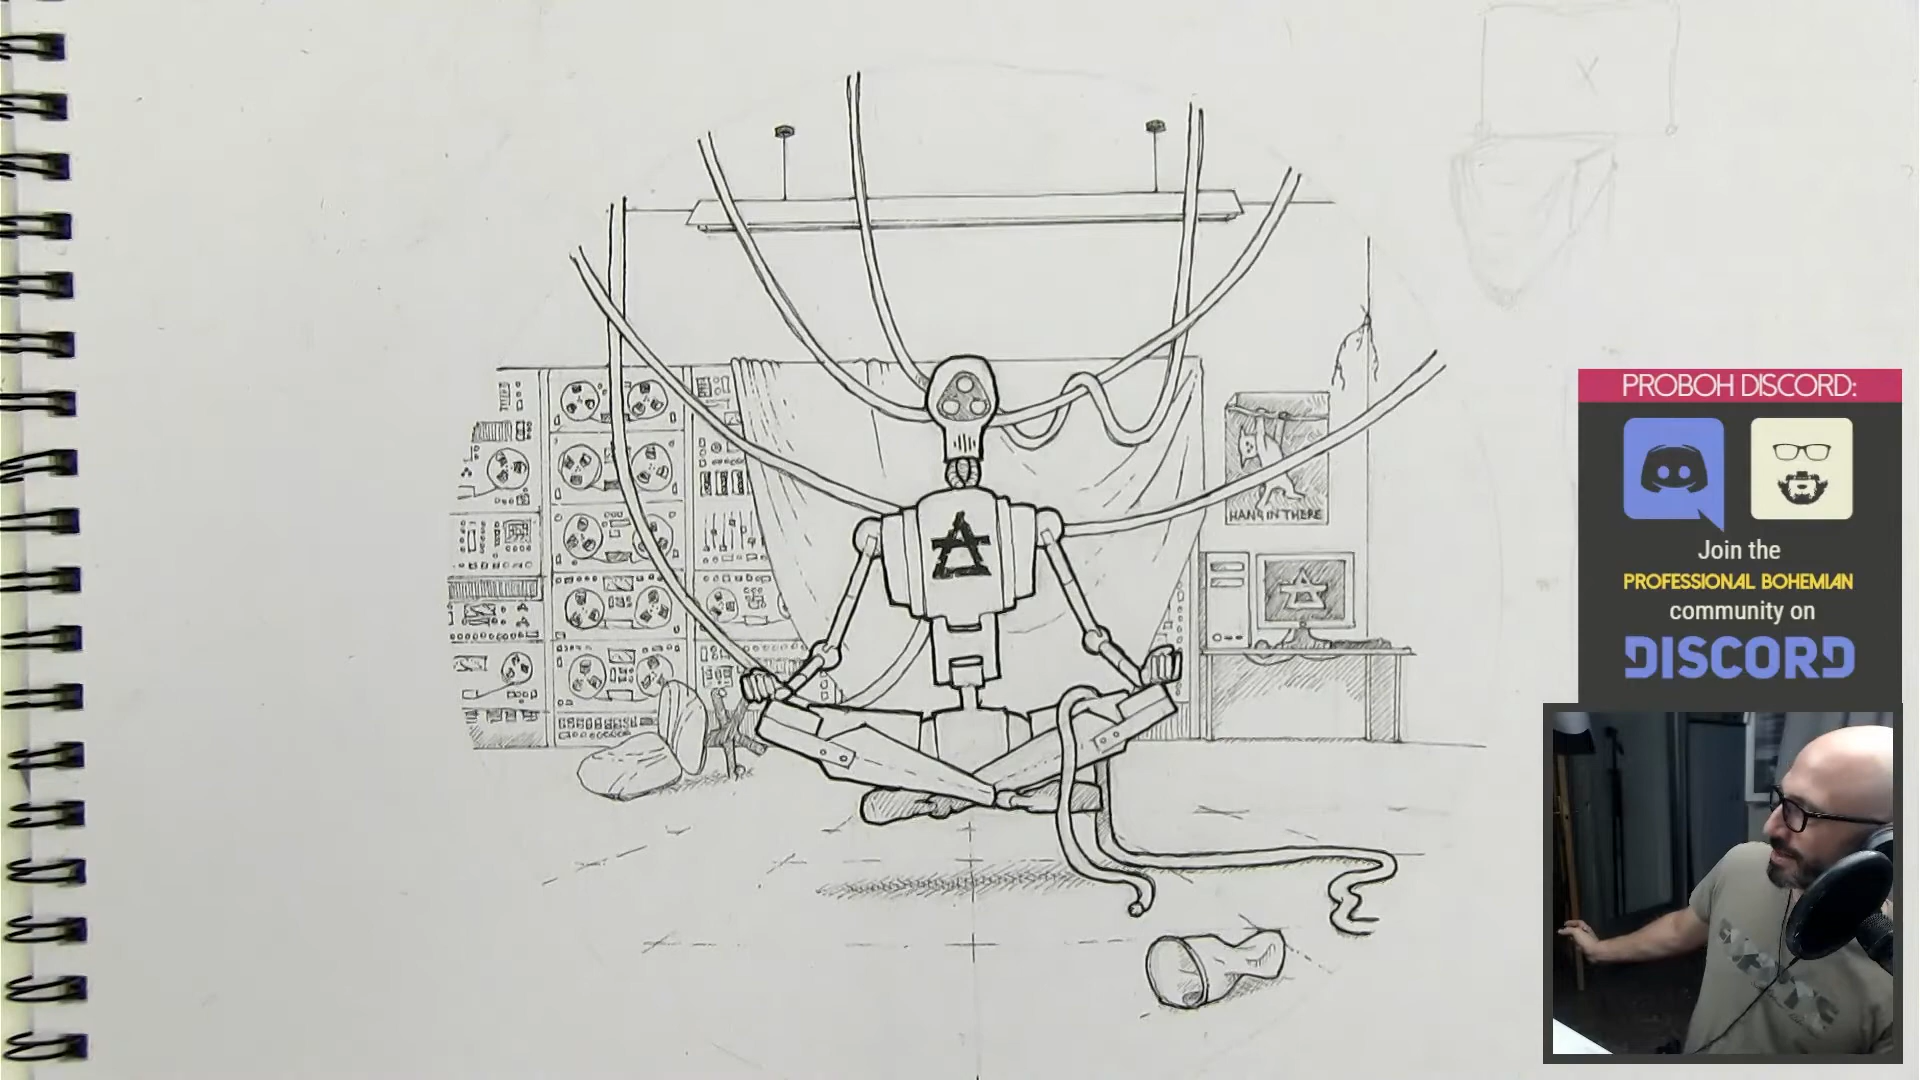 HANG IN THERE
PROBOH DISCORD:
Join the
PROFESSIONAL BOHEMIAN
community on
DISCORD